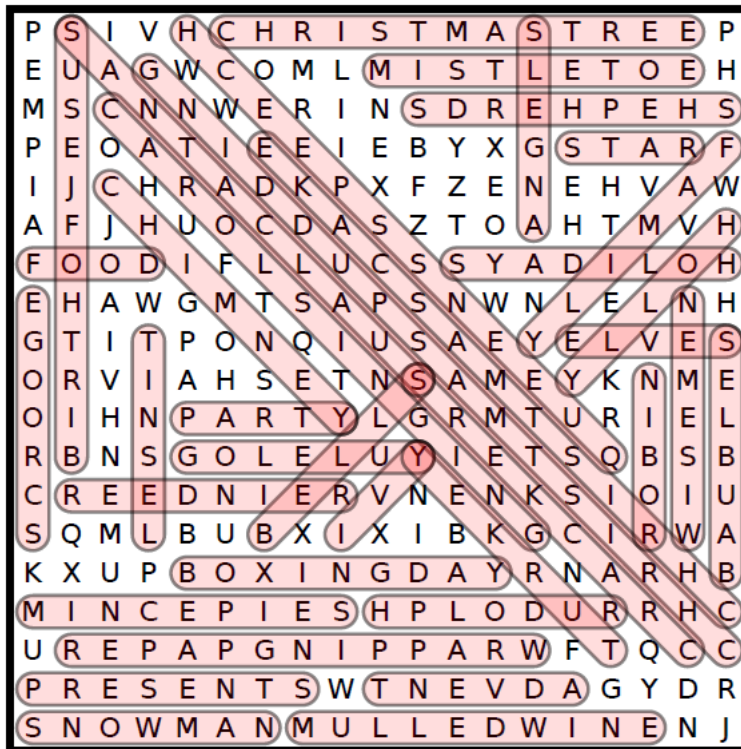 P S I V H C H R I S T M A S T R E E P
E U A G W C O M L M I S T L E T O E H
M S C N N W E R I N S D R E H P E H S
P E O A T I E E I E B Y X G S T A R F
I J C H R A D K P X F Z E N E H V A W
A F J H U O C D A S Z T O A H T M V H
F O O D I F L L U C S S Y A D I L O H
E H A W G M T S A P S N W N L E L N H
G T I T P O N Q I U S A E Y E L V E S
O R V I A H S E T N S A M E Y K N M E
O I H N P A R T Y L G R M T U R I E L
R B N S G O L E L U Y I E T S Q B S B
C R E E D N I E R V N E N K S I O I U
S Q M L B U B X I X I B K G C I R W A
K X U P B O X I N G D A Y R N A R H B
M I N C E P I E S H P L O D U R R H C
U R E P A P G N I P P A R W F T Q C C
P R E S E N T S W T N E V D A G Y D R
S N O W M A N M U L L E D W I N E N J